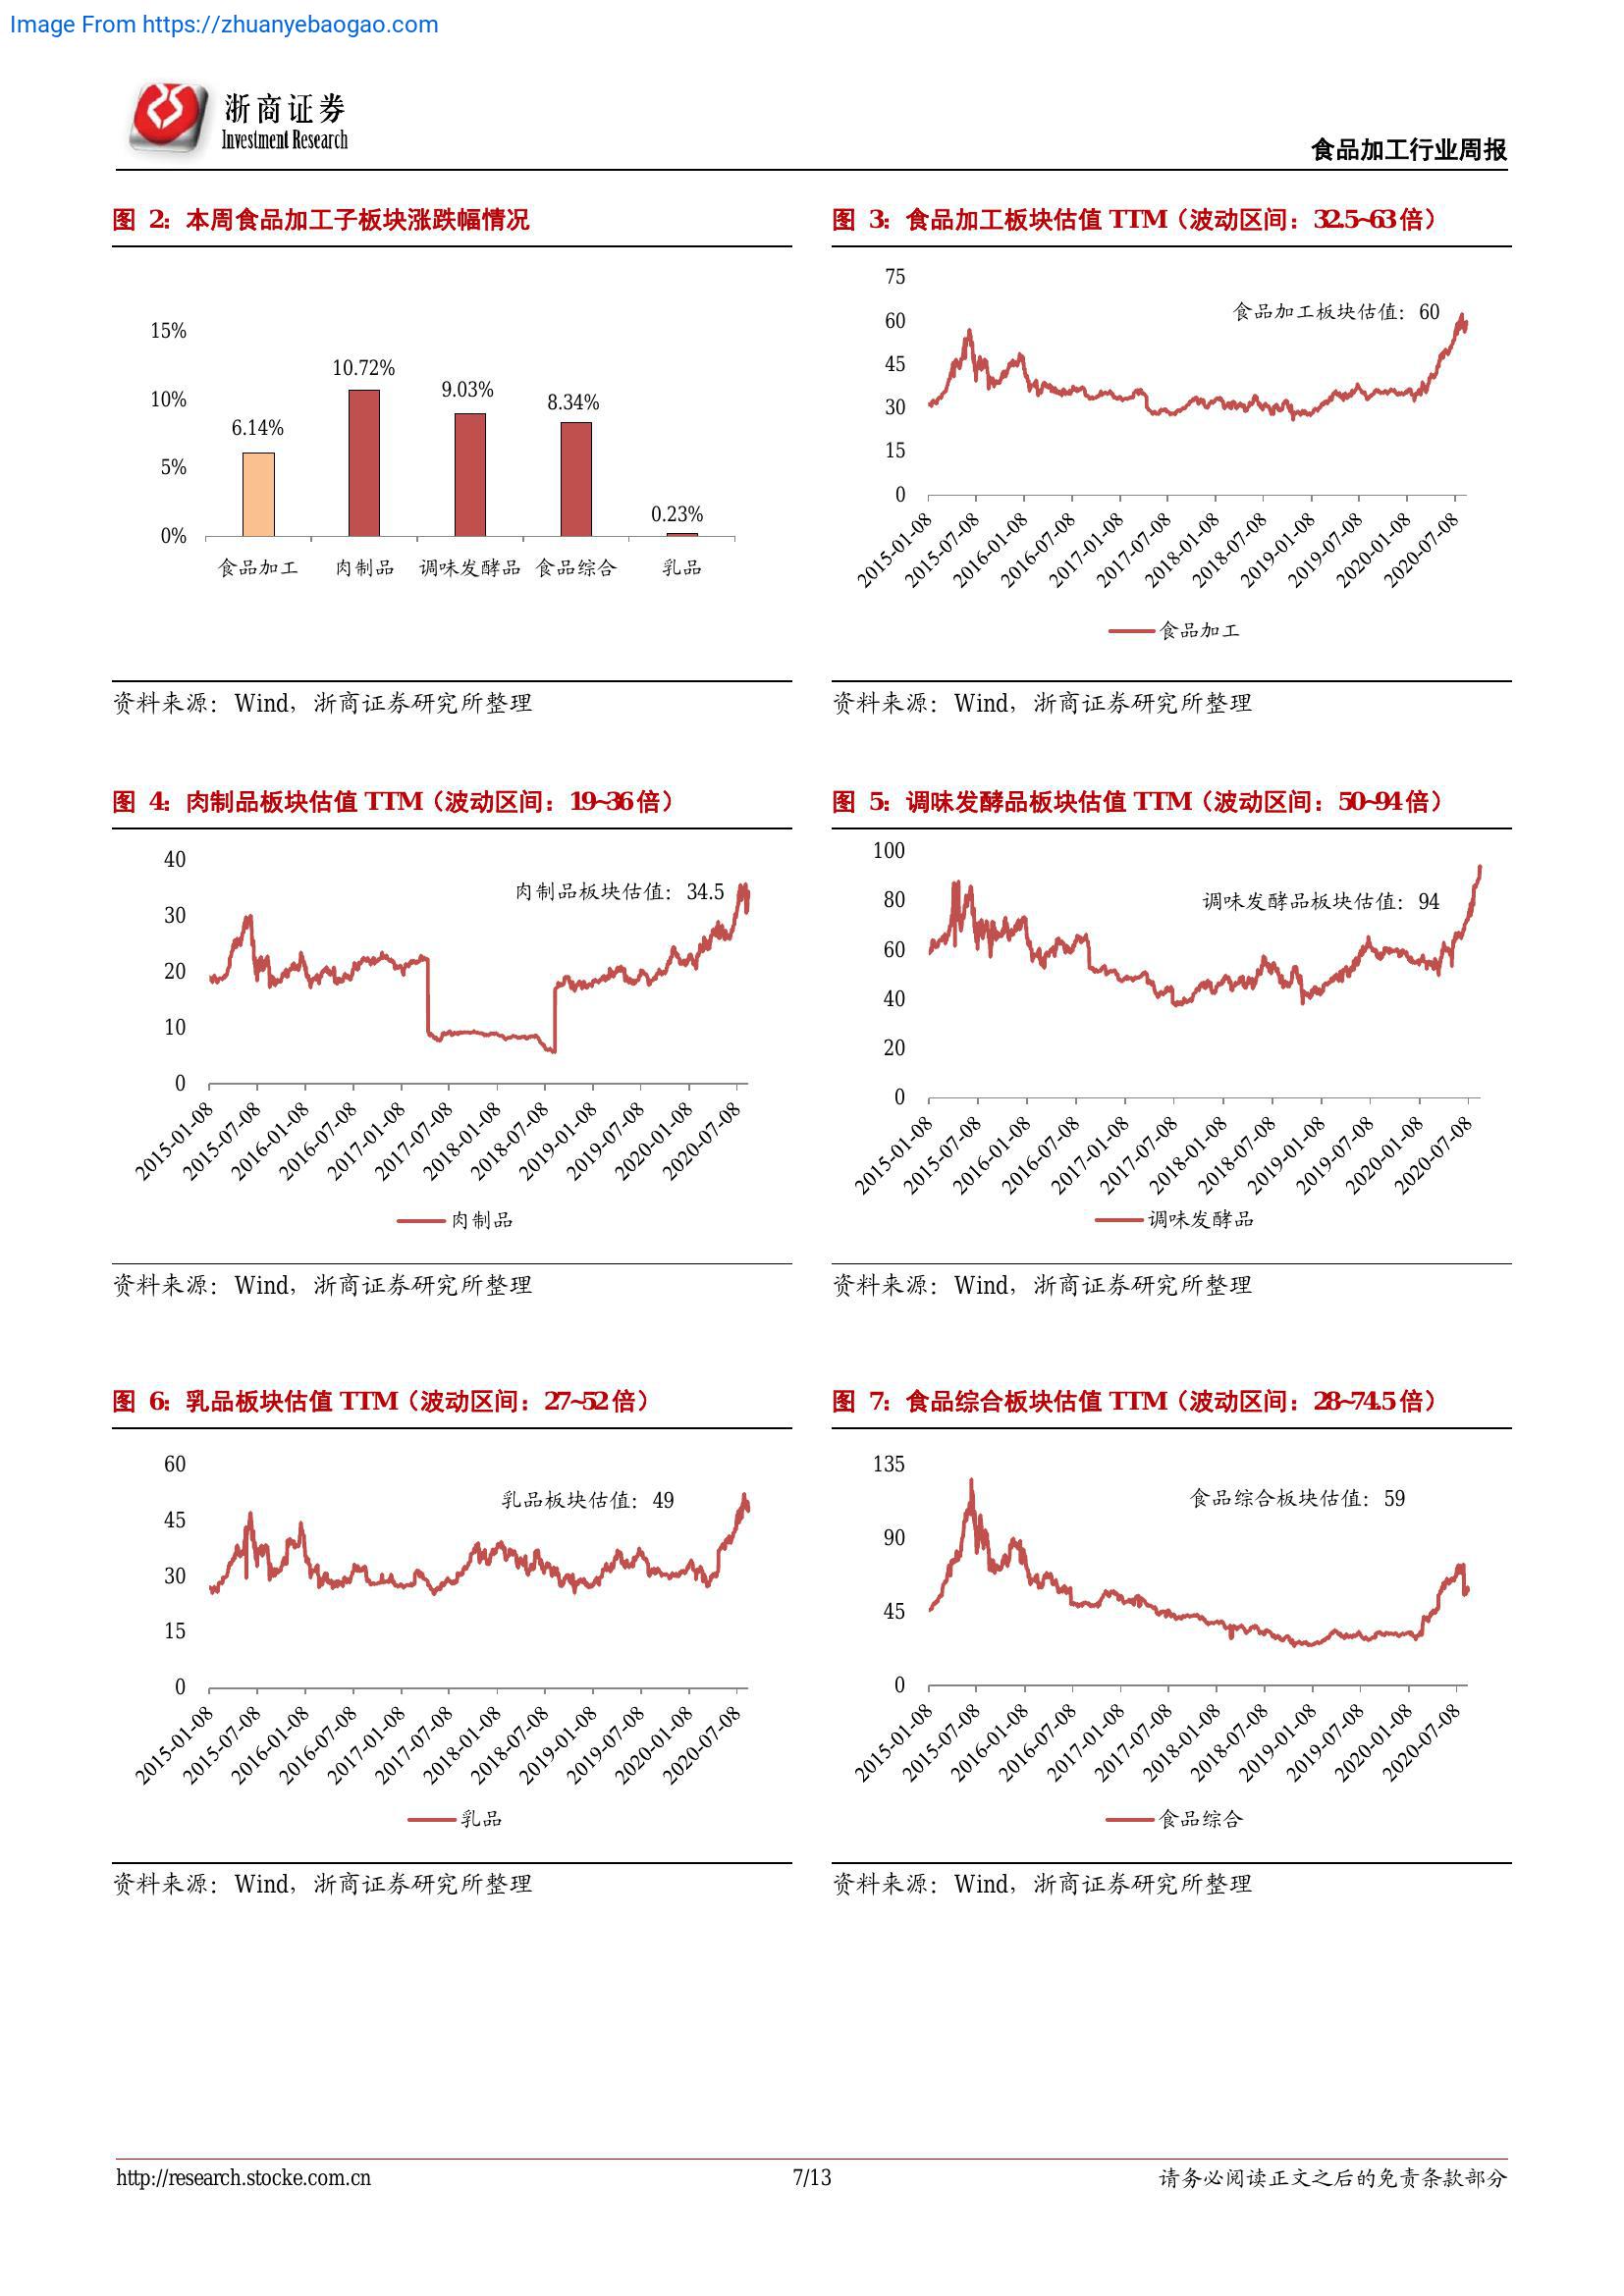 Image From https://zhuanyebaogao.com
浙商证券
Investment Research
食品加工行业周报
图 2：本周食品加工子板块涨跌幅情况
15%
10%
5%
0%
6.14%
10.72%
9.03%
8.34%
0.23%
食品加工 肉制品 调味发酵品 食品综合 乳品
资料来源：Wind，浙商证券研究所整理
图 3：食品加工板块估值 TTM（波动区间：32.5~63 倍）
75
60
45
30
15
0
食品加工板块估值：60
2015-01-08 2015-07-08 2016-01-08 2016-07-08 2017-01-08 2017-07-08 2018-01-08 2018-07-08 2019-01-08 2019-07-08 2020-01-08 2020-07-08
食品加工
资料来源：Wind，浙商证券研究所整理
图 4：肉制品板块估值 TTM（波动区间：19~36 倍）
40
30
20
10
0
肉制品板块估值：34.5
2015-01-08 2015-07-08 2016-01-08 2016-07-08 2017-01-08 2017-07-08 2018-01-08 2018-07-08 2019-01-08 2019-07-08 2020-01-08 2020-07-08
肉制品
资料来源：Wind，浙商证券研究所整理
图 5：调味发酵品板块估值 TTM（波动区间：50~94 倍）
100
80
60
40
20
0
调味发酵品板块估值：94
2015-01-08 2015-07-08 2016-01-08 2016-07-08 2017-01-08 2017-07-08 2018-01-08 2018-07-08 2019-01-08 2019-07-08 2020-01-08 2020-07-08
调味发酵品
资料来源：Wind，浙商证券研究所整理
图 6：乳品板块估值 TTM（波动区间：27~52 倍）
60
45
30
15
0
乳品板块估值：49
2015-01-08 2015-07-08 2016-01-08 2016-07-08 2017-01-08 2017-07-08 2018-01-08 2018-07-08 2019-01-08 2019-07-08 2020-01-08 2020-07-08
乳品
资料来源：Wind，浙商证券研究所整理
图 7：食品综合板块估值 TTM（波动区间：28~74.5 倍）
135
90
45
0
食品综合板块估值：59
2015-01-08 2015-07-08 2016-01-08 2016-07-08 2017-01-08 2017-07-08 2018-01-08 2018-07-08 2019-01-08 2019-07-08 2020-01-08 2020-07-08
食品综合
资料来源：Wind，浙商证券研究所整理
http://research.stocke.com.cn
7/13
请务必阅读正文之后的免责条款部分